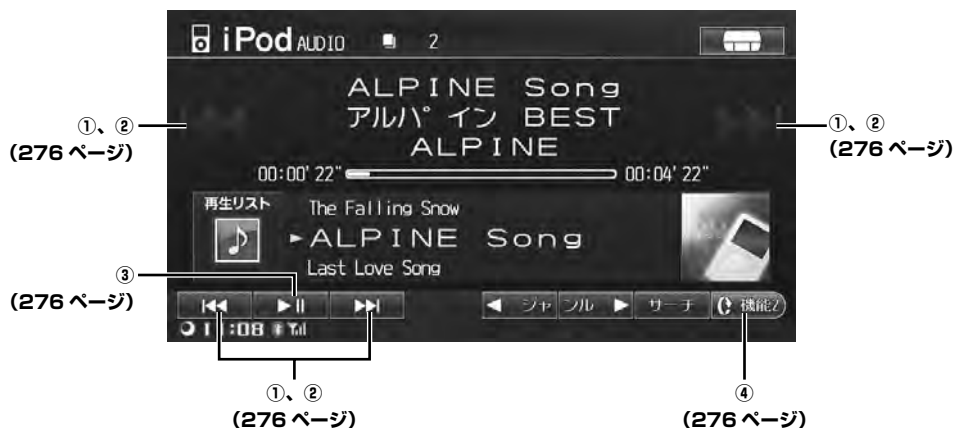 iPod AUDIO 2
ALPINE Song
アルパイン BEST
ALPINE
①、②
(276 ページ)
①、②
(276 ページ)
00:00'22" 00:04'22"
再生リスト
The Falling Snow
►ALPINE Song
Last Love Song
③
(276 ページ)
◄ ジャンル ► サーチ 機能2
11:08
①、②
(276 ページ)
④
(276 ページ)